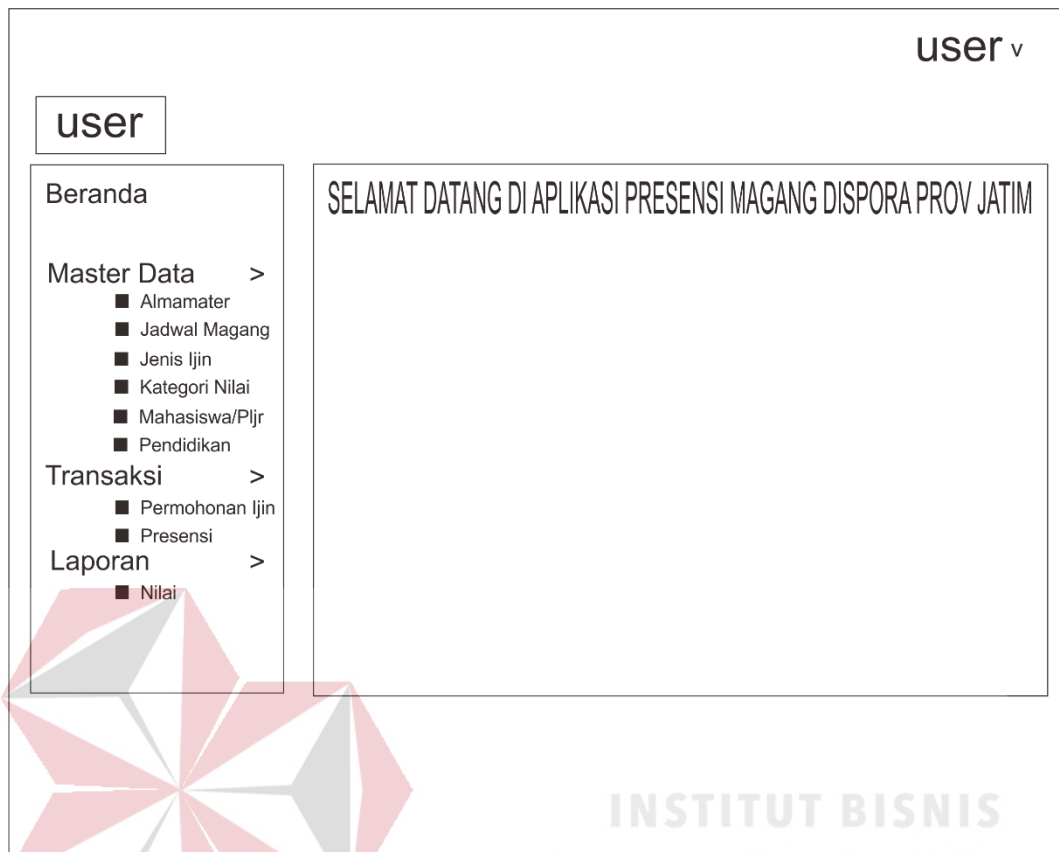 user v
user
Beranda
SELAMAT DATANG DI APLIKASI PRESENSI MAGANG DISPORA PROV JATIM
Master Data >
Almamater
Jadwal Magang
Jenis Ijin
Kategori Nilai
Mahasiswa/Pljr
Pendidikan
Transaksi >
Permohonan Ijin
Presensi
Laporan >
Nilai
INSTITUT BISNIS